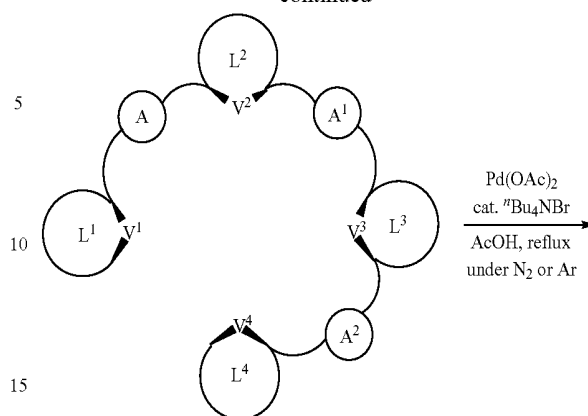 continued
5
L²
A
V²
A¹
L¹
V¹
V³
L³
10
Pd(OAc)₂
cat. ⁿBu₄NBr
AcOH, reflux
under N₂ or Ar
V⁴
A²
L⁴
15